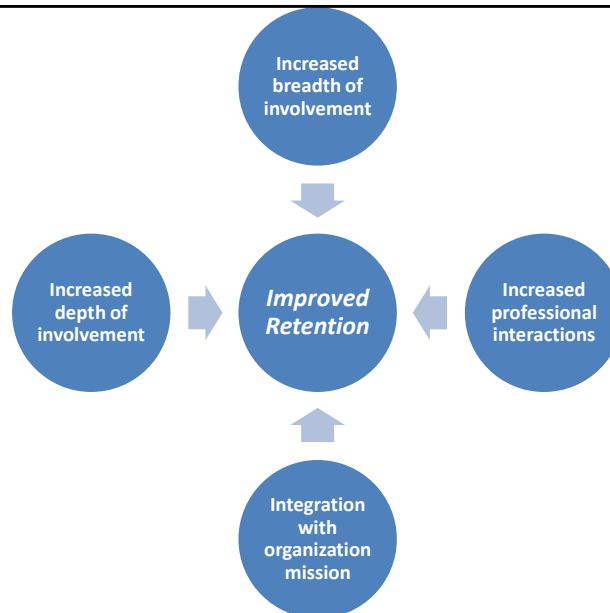 Increased
breadth of
involvement
Increased
depth of
involvement
Improved
Retention
Increased
professional
interactions
Integration
with
organization
mission